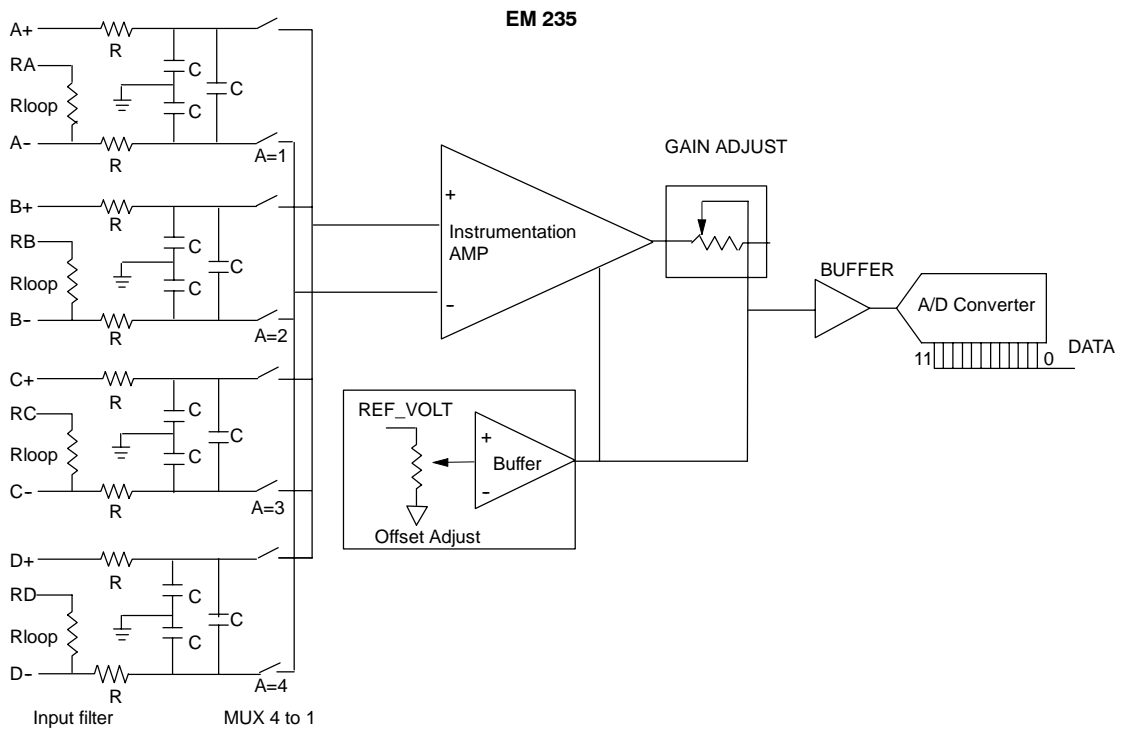 EM 235
A+
R
RA
C
C
Rloop
C
A-
R
A=1
B+
R
RB
C
C
Rloop
C
B-
R
A=2
C+
R
RC
C
C
Rloop
C
C-
R
A=3
D+
R
RD
C
C
Rloop
C
D-
R
A=4
Input filter
MUX 4 to 1
+
Instrumentation
AMP
-
GAIN ADJUST
BUFFER
A/D Converter
11
0
DATA
REF_VOLT
+
Buffer
-
Offset Adjust